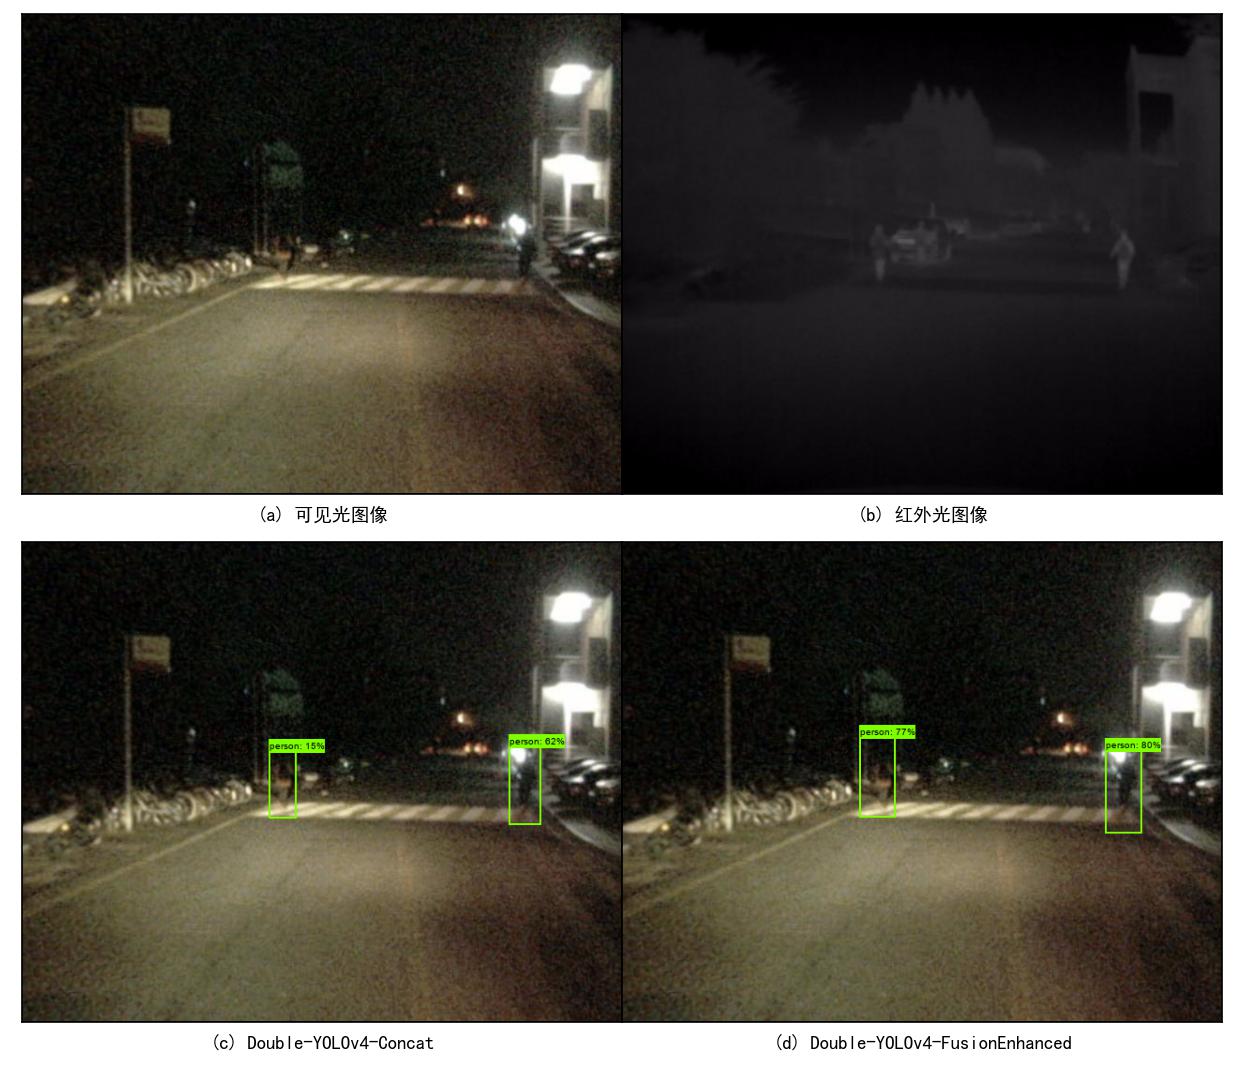 (a) 可见光图像
(b) 红外光图像
person: 15%
person: 62%
person: 77%
person: 80%
(c) Double-YOLOv4-Concat
(d) Double-YOLOv4-FusionEnhanced